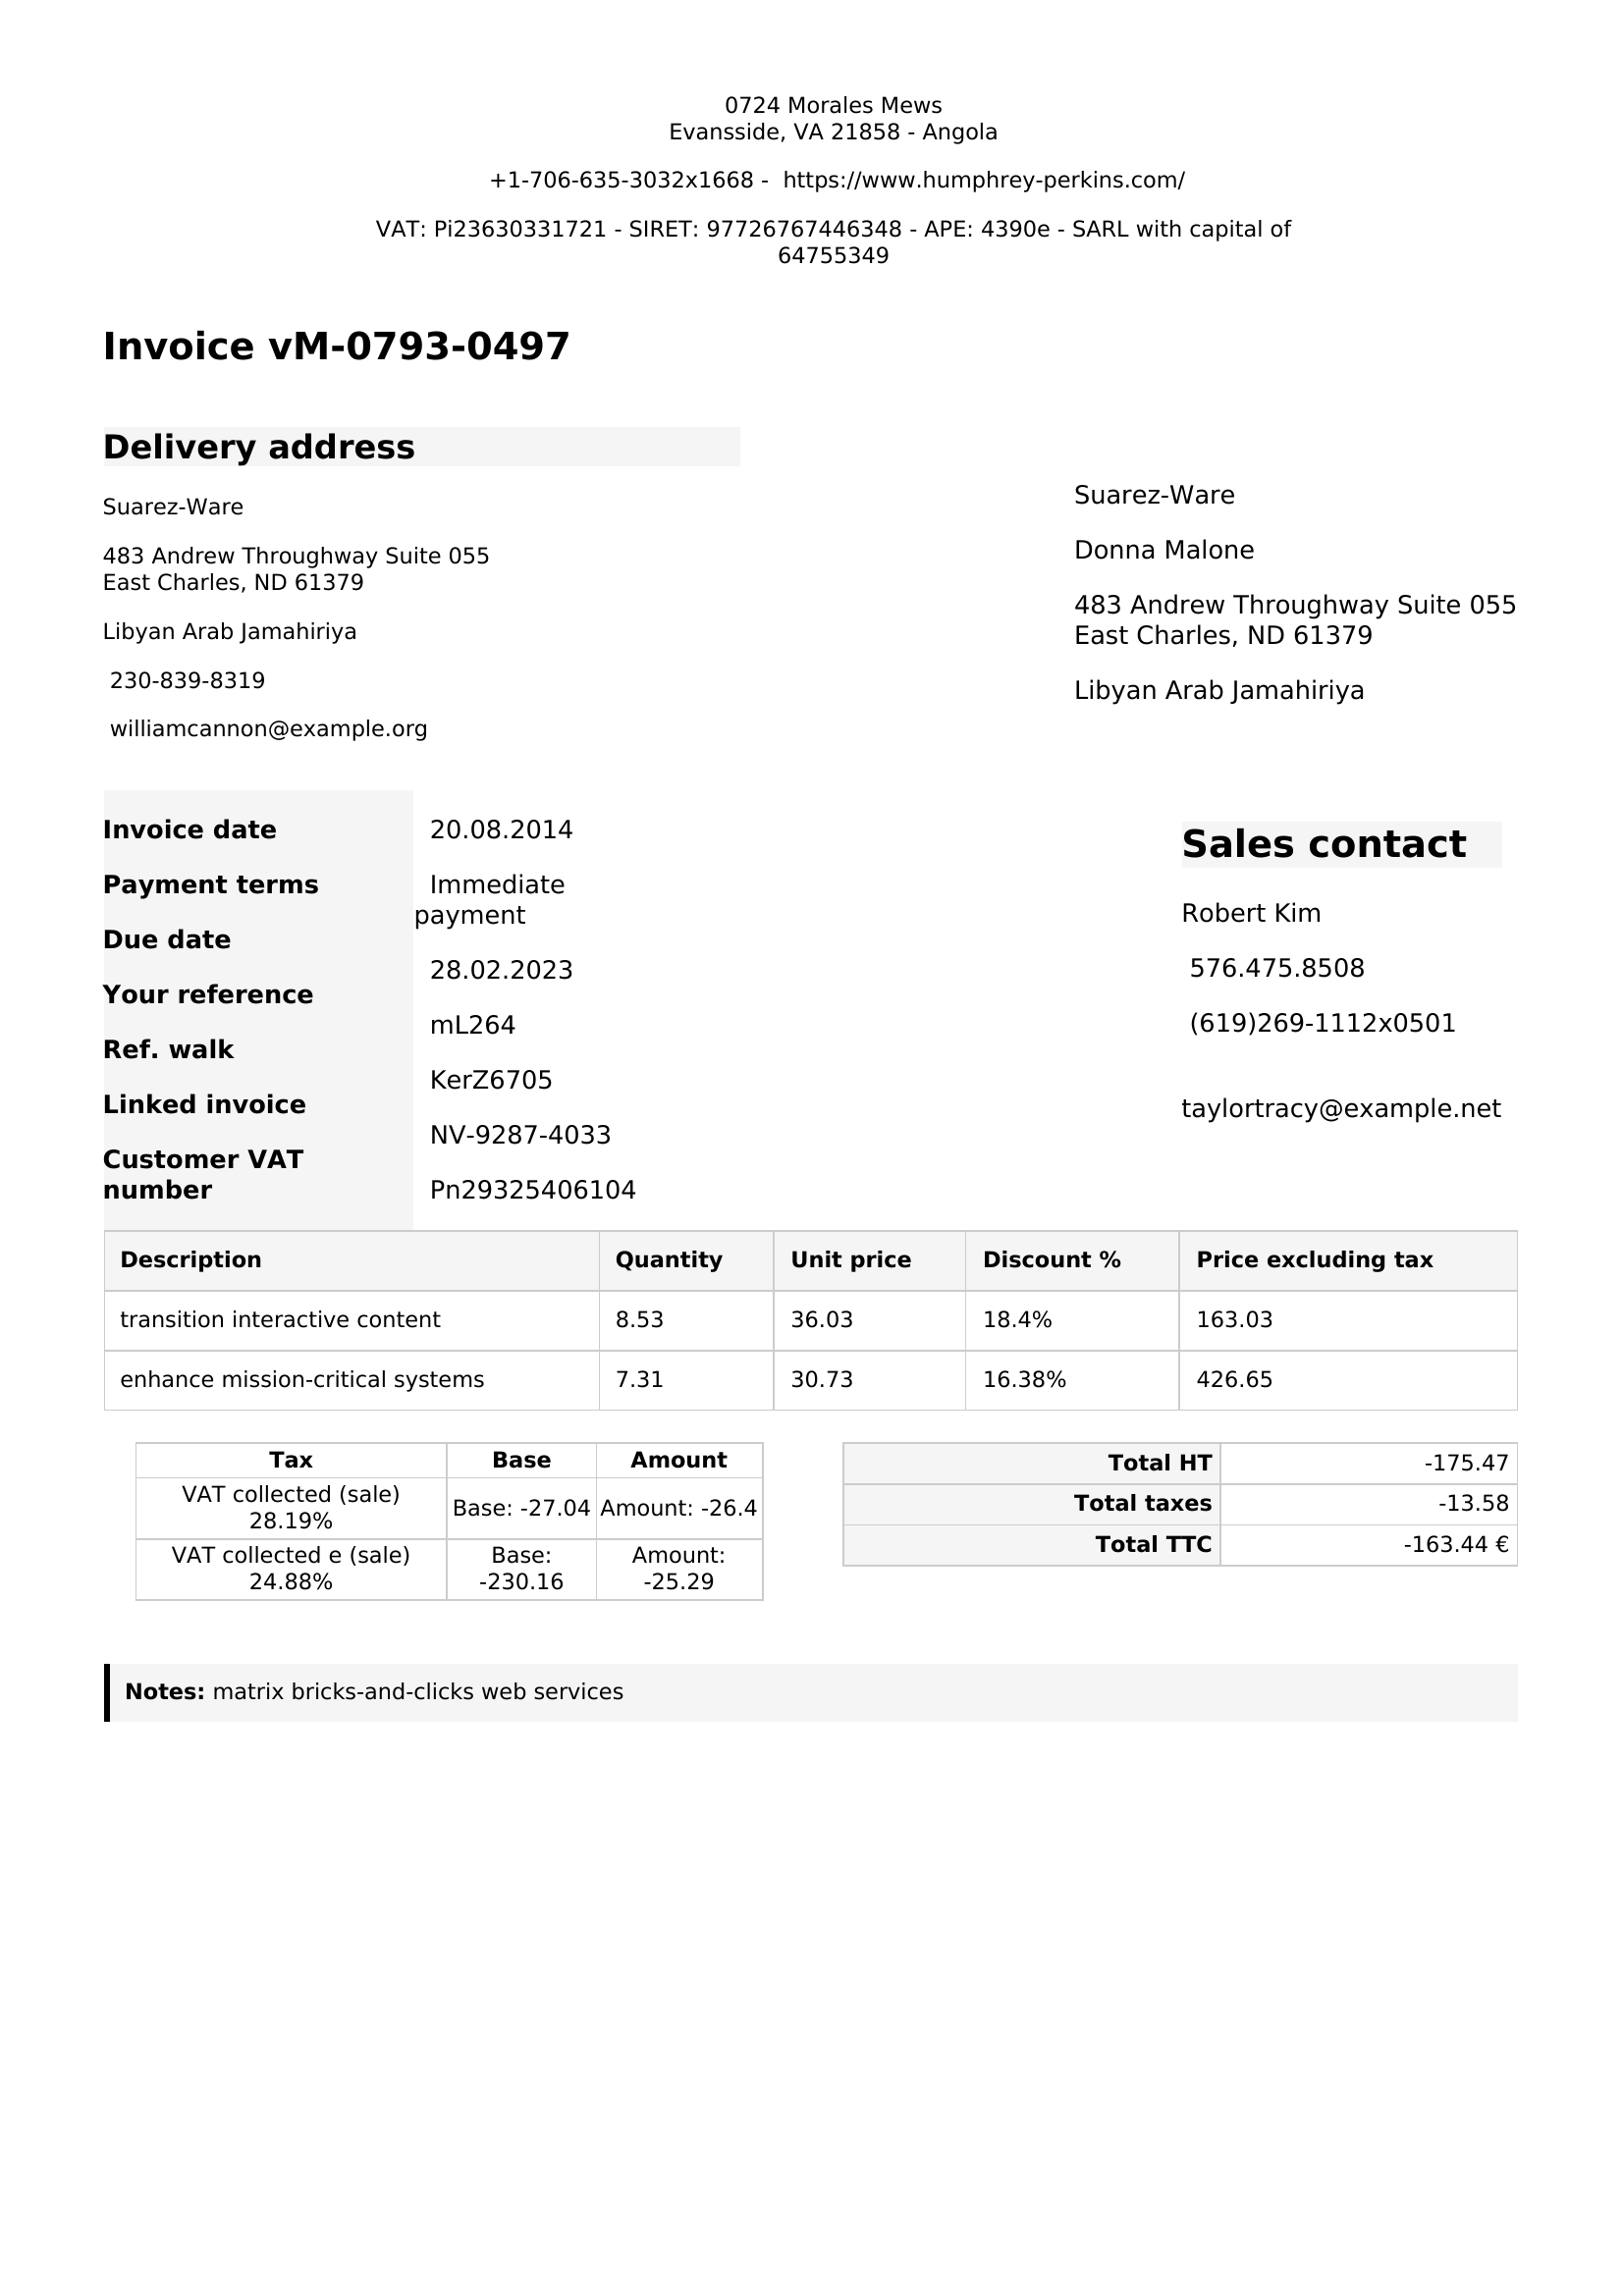 0724 Morales Mews
Evansside, VA 21858 - Angola
+1-706-635-3032x1668 -  https://www.humphrey-perkins.com/
VAT: Pi23630331721 - SIRET: 97726767446348 - APE: 4390e - SARL with capital of
64755349
Invoice vM-0793-0497
Delivery address
Suarez-Ware
483 Andrew Throughway Suite 055
East Charles, ND 61379
Libyan Arab Jamahiriya
230-839-8319
williamcannon@example.org
Suarez-Ware
Donna Malone
483 Andrew Throughway Suite 055
East Charles, ND 61379
Libyan Arab Jamahiriya
Invoice date
Payment terms
Due date
Your reference
Ref. walk
Linked invoice
Customer VAT
number
20.08.2014
Immediate
payment
28.02.2023
mL264
KerZ6705
NV-9287-4033
Pn29325406104
Sales contact
Robert Kim
576.475.8508
(619)269-1112x0501
taylortracy@example.net
Description Quantity Unit price Discount % Price excluding tax
transition interactive content 8.53 36.03 18.4% 163.03
enhance mission-critical systems 7.31 30.73 16.38% 426.65
Tax Base Amount
VAT collected (sale)
28.19%
Base: -27.04 Amount: -26.4
VAT collected e (sale)
24.88%
Base:
-230.16
Amount:
-25.29
Total HT -175.47
Total taxes -13.58
Total TTC -163.44 €
Notes: matrix bricks-and-clicks web services